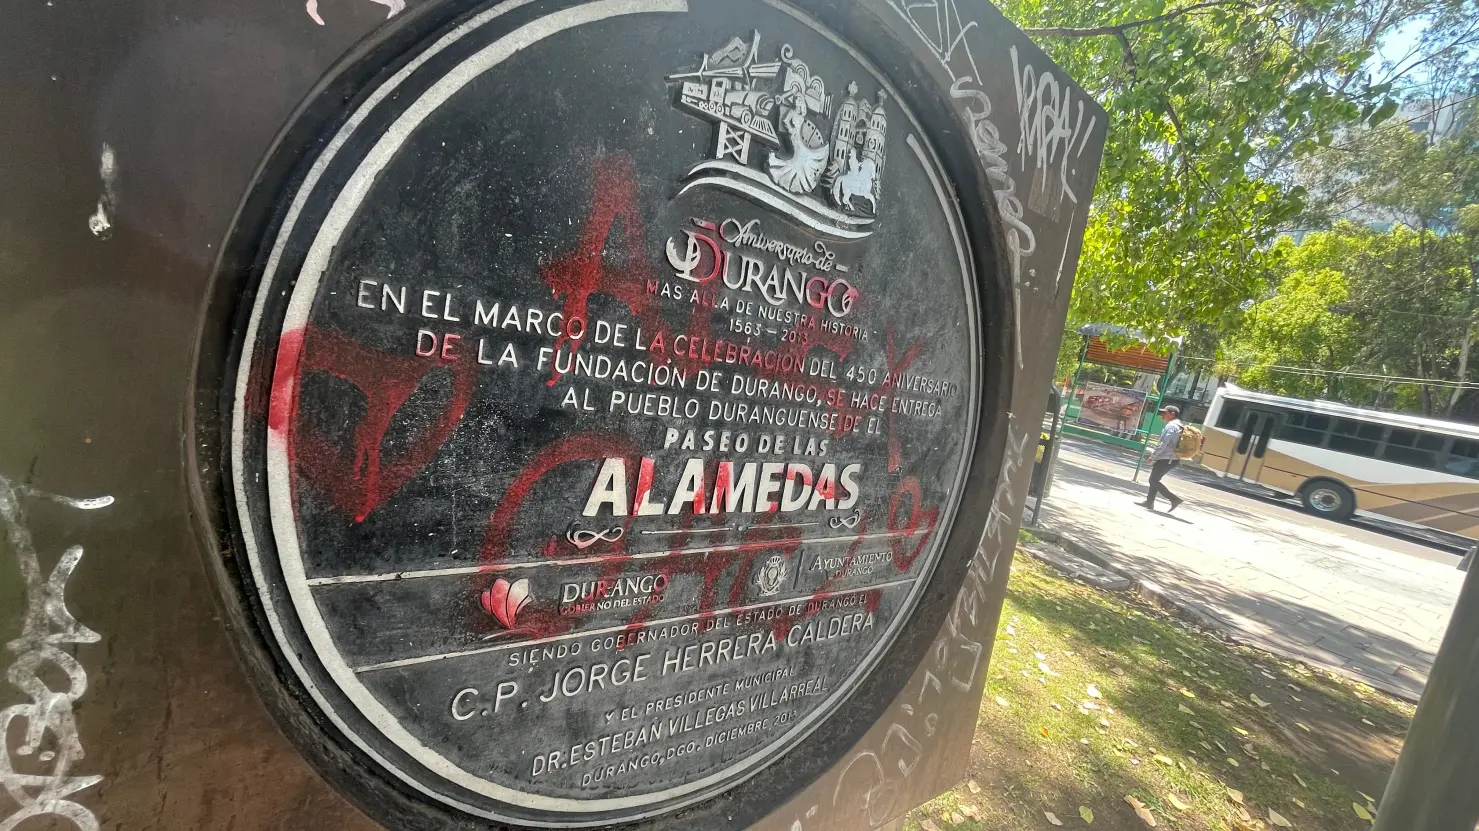 Aniversario de
DURANGO
MAS ALLA DE NUESTRA HISTORIA
1563 - 2013
EN EL MARCO DE LA CELEBRACIÓN DEL 450 ANIVERSARIO
DE LA FUNDACIÓN DE DURANGO, SE HACE ENTREGA
AL PUEBLO DURANGUENSE DE EL
PASEO DE LAS
ALAMEDAS
DURANGO
GOBIERNO DEL ESTADO
AYUNTAMIENTO
DURANGO
SIENDO GOBERNADOR DEL ESTADO DE DURANGO EL
C.P. JORGE HERRERA CALDERA
Y EL PRESIDENTE MUNICIPAL
DR. ESTEBAN VILLEGAS VILLARREAL
DURANGO, DGO. DICIEMBRE 2013